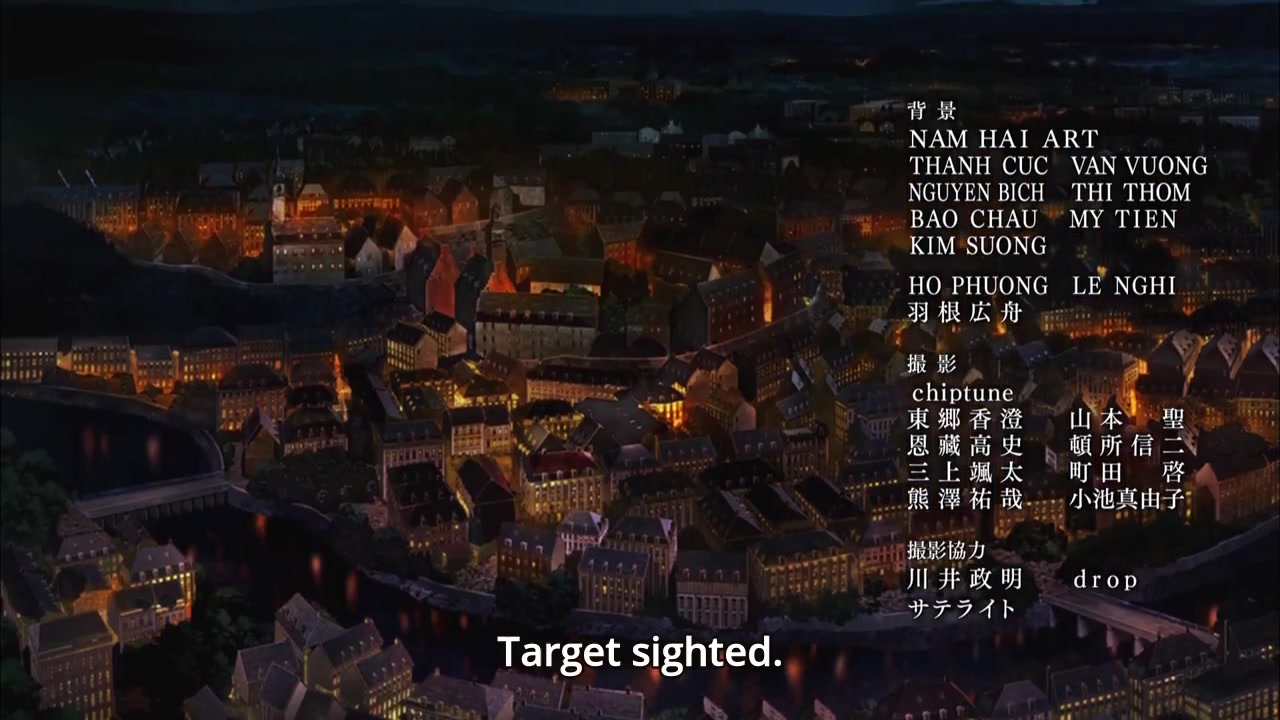 背景
NAM HAI ART
THANH CUC VAN VUONG
NGUYEN BICH THI THOM
BAO CHAU MY TIEN
KIM SUONG
HO PHUONG LE NGHI
羽根広舟
撮影
chiptune
東郷香澄 山本 聖
恩藏高史 頓所信二
三上颯太 町田 啓
熊澤祐哉 小池真由子
撮影協力
川井政明 drop
サテライト
Target sighted.